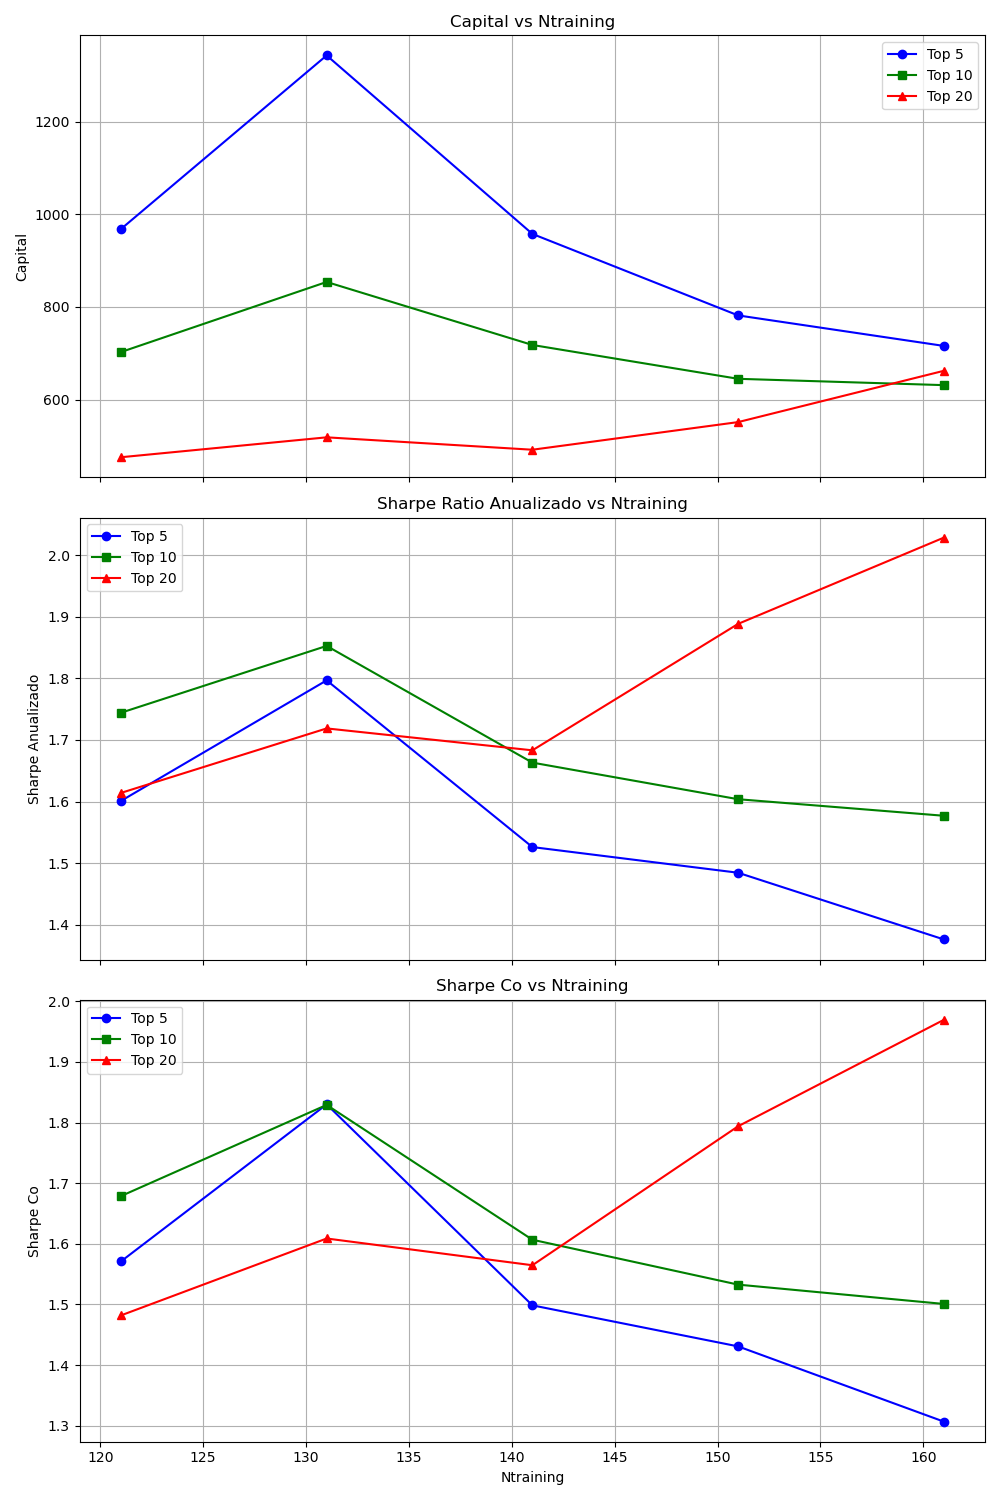 Capital vs Ntraining
Top 5
Top 10
Top 20
1200
1000
800
600
Capital
Sharpe Ratio Anualizado vs Ntraining
Top 5
Top 10
Top 20
2.0
1.9
1.8
1.7
1.6
1.5
1.4
Sharpe Anualizado
Sharpe Co vs Ntraining
Top 5
Top 10
Top 20
2.0
1.9
1.8
1.7
1.6
1.5
1.4
1.3
Sharpe Co
120 125 130 135 140 145 150 155 160
Ntraining